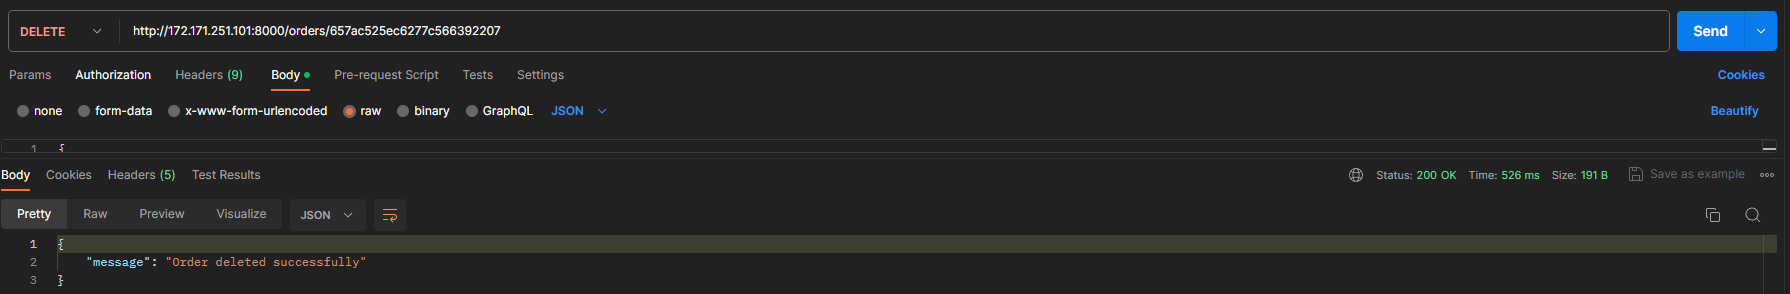 DELETE http://172.171.251.101:8000/orders/657ac525ec6277c566392207 Send
Params Authorization Headers (9) Body Pre-request Script Tests Settings Cookies
none form-data x-www-form-urlencoded raw binary GraphQL JSON Beautify
1 {
Body Cookies Headers (5) Test Results Status: 200 OK Time: 526 ms Size: 191 B Save as example
Pretty Raw Preview Visualize JSON
1 {
2 "message": "Order deleted successfully"
3 }